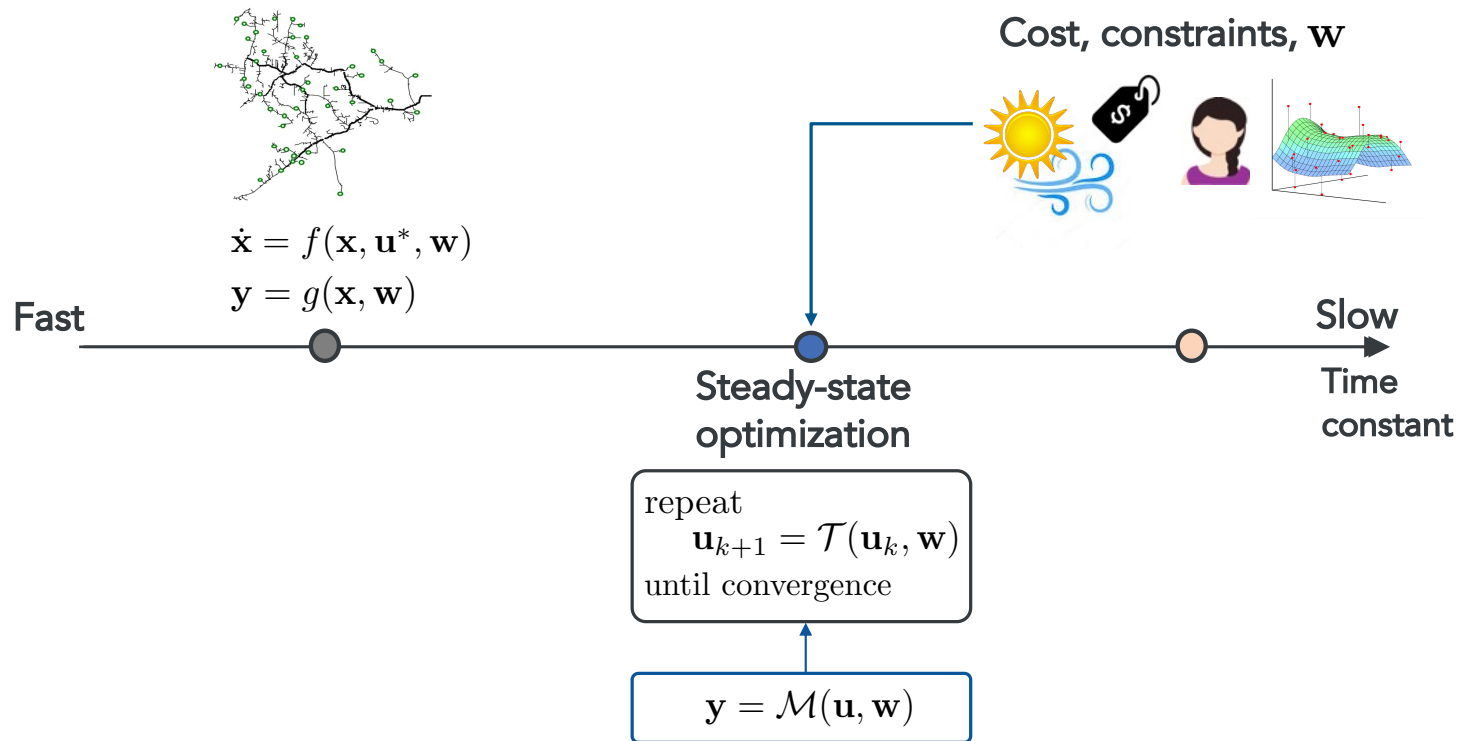 Cost, constraints, 𝐰
$
ẋ = f(x, u*, w)
y = g(x, w)
Fast
Slow
Time
constant
Steady-state
optimization
repeat
u_{k+1} = 𝒯(u_k, w)
until convergence
y = ℳ(u, w)